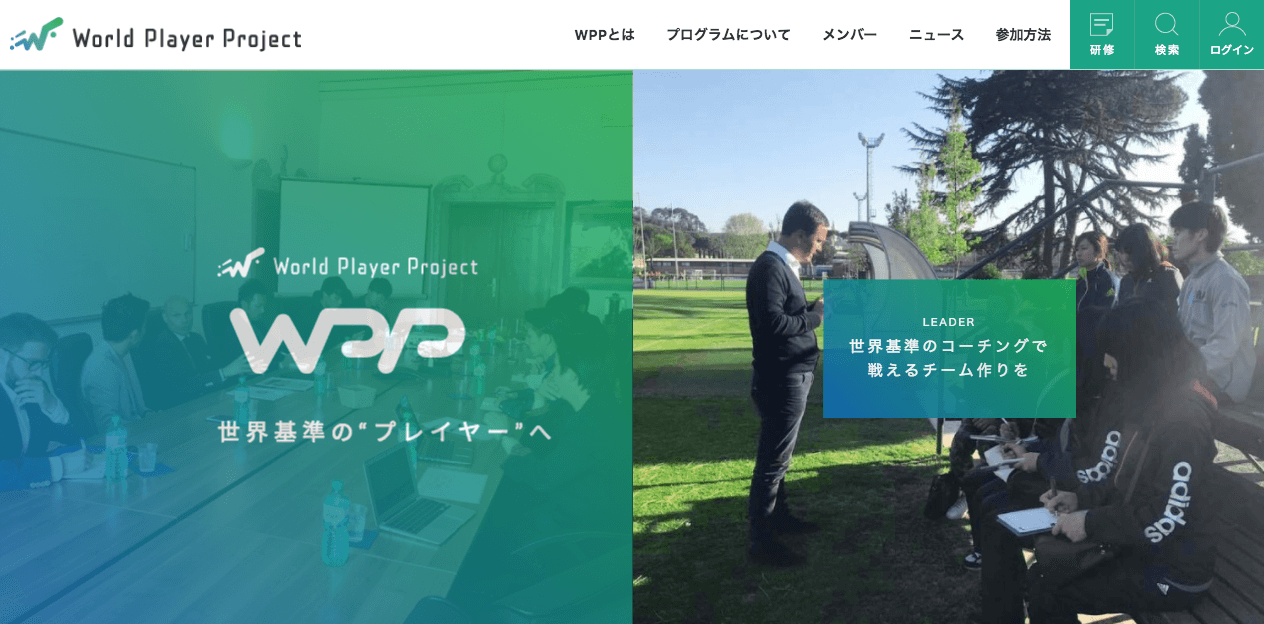 World Player Project
WPPとは
プログラムについて
メンバー
ニュース
参加方法
研修
検索
ログイン
World Player Project
WPP
世界基準の“プレイヤー”へ
LEADER
世界基準のコーチングで
戦えるチーム作りを
adidas
adidas